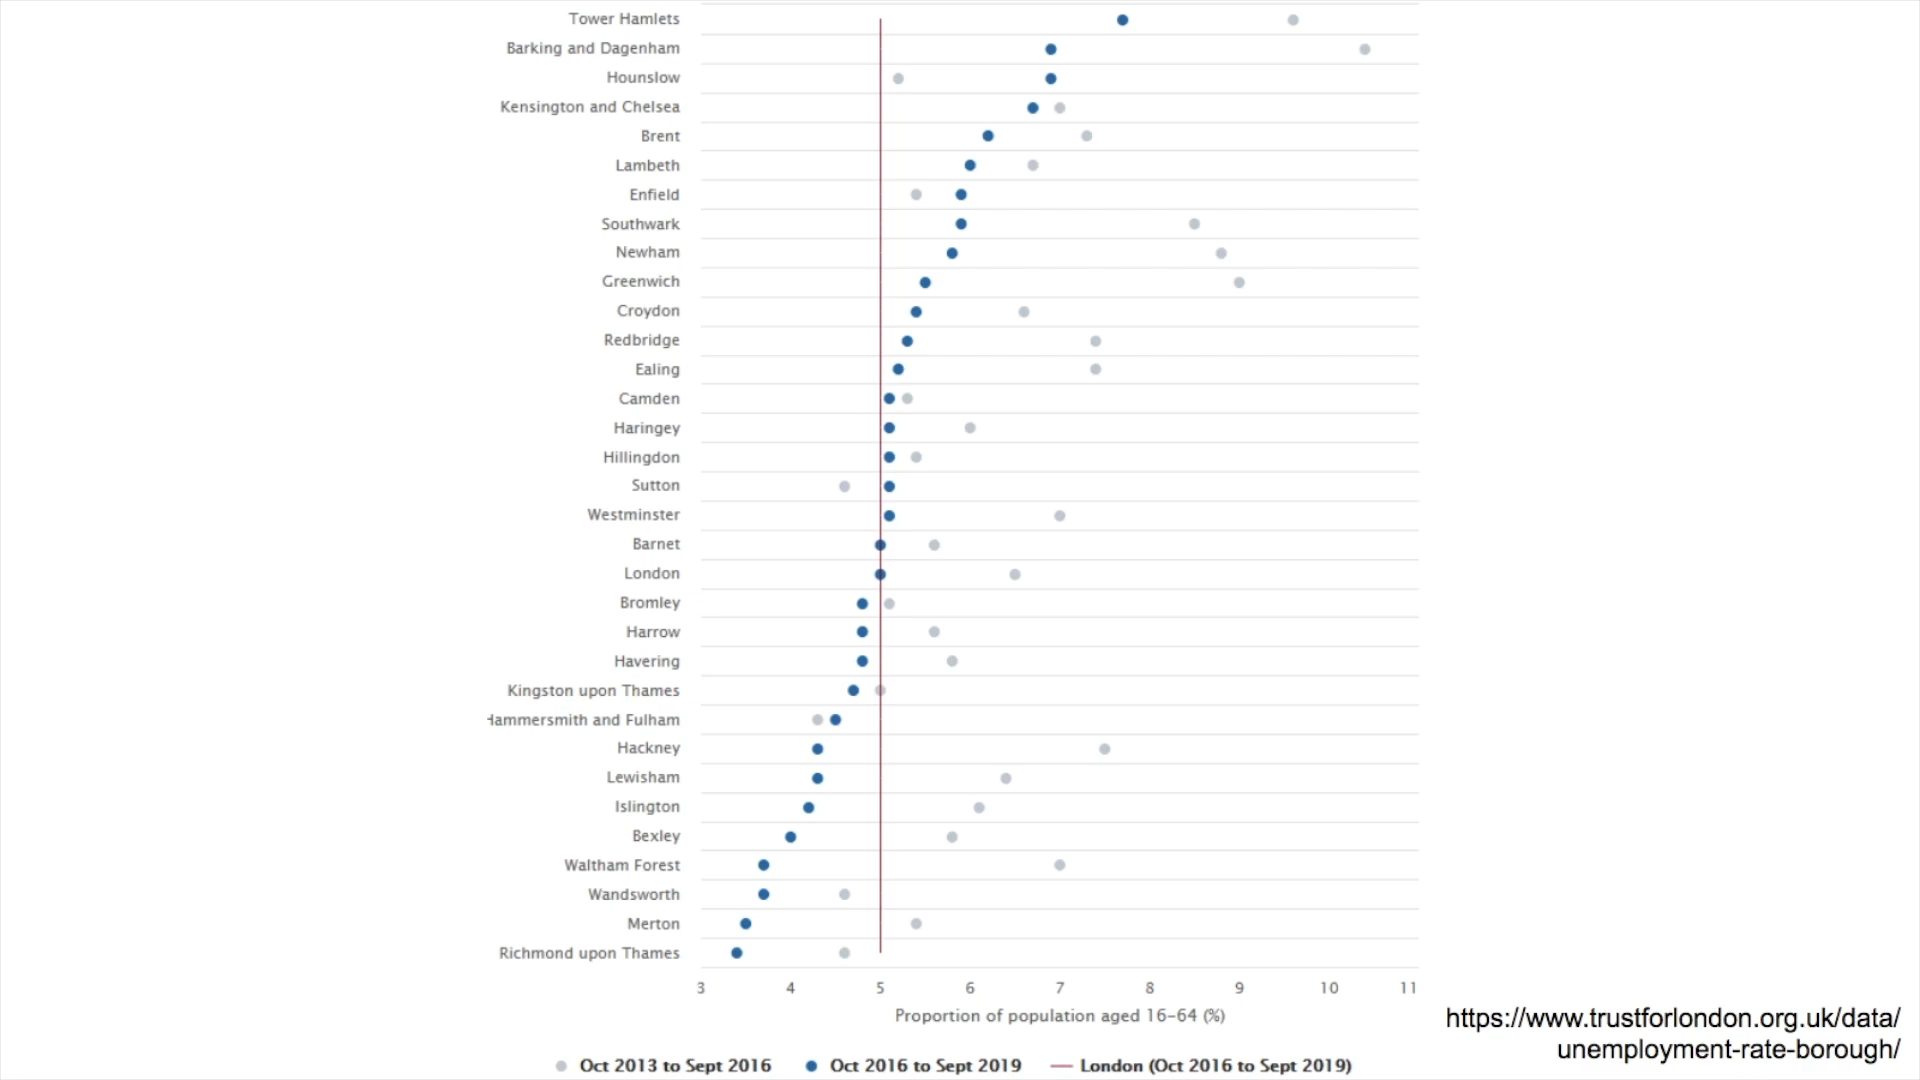 Tower Hamlets
Barking and Dagenham
Hounslow
Kensington and Chelsea
Brent
Lambeth
Enfield
Southwark
Newham
Greenwich
Croydon
Redbridge
Ealing
Camden
Haringey
Hillingdon
Sutton
Westminster
Barnet
London
Bromley
Harrow
Havering
Kingston upon Thames
Hammersmith and Fulham
Hackney
Lewisham
Islington
Bexley
Waltham Forest
Wandsworth
Merton
Richmond upon Thames
3 4 5 6 7 8 9 10 11
Proportion of population aged 16-64 (%)
Oct 2013 to Sept 2016 Oct 2016 to Sept 2019 London (Oct 2016 to Sept 2019)
https://www.trustforlondon.org.uk/data/
unemployment-rate-borough/